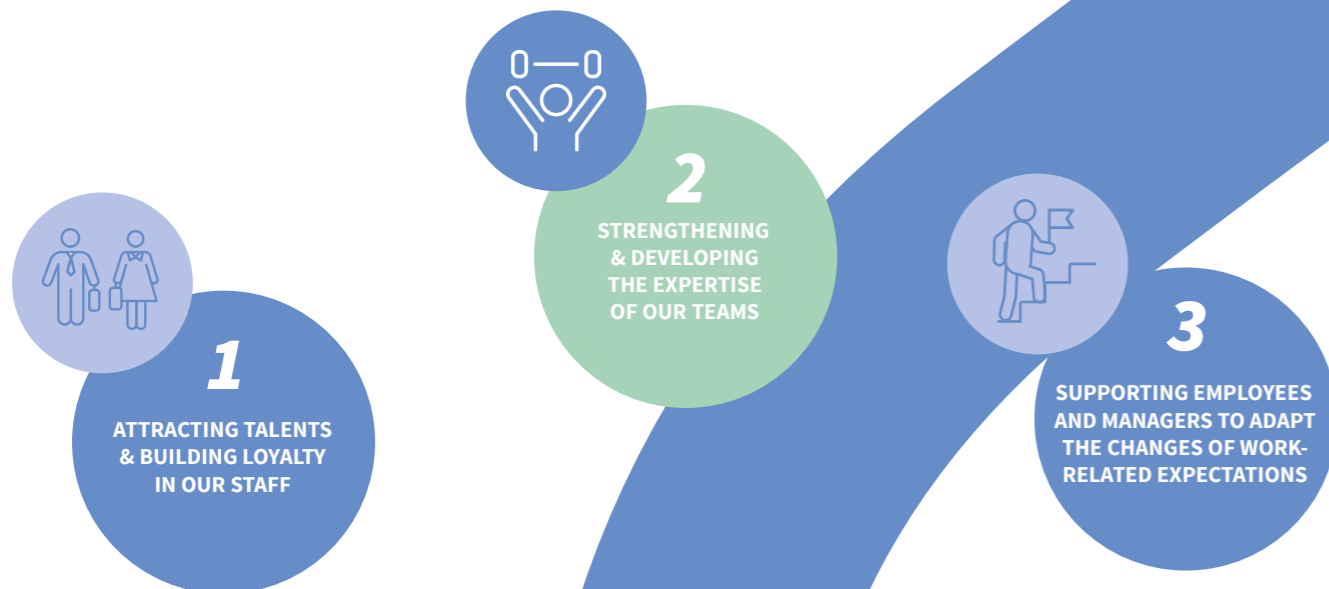 1
ATTRACTING TALENTS
& BUILDING LOYALTY
IN OUR STAFF
2
STRENGTHENING
& DEVELOPING
THE EXPERTISE
OF OUR TEAMS
3
SUPPORTING EMPLOYEES
AND MANAGERS TO ADAPT
THE CHANGES OF WORK-
RELATED EXPECTATIONS